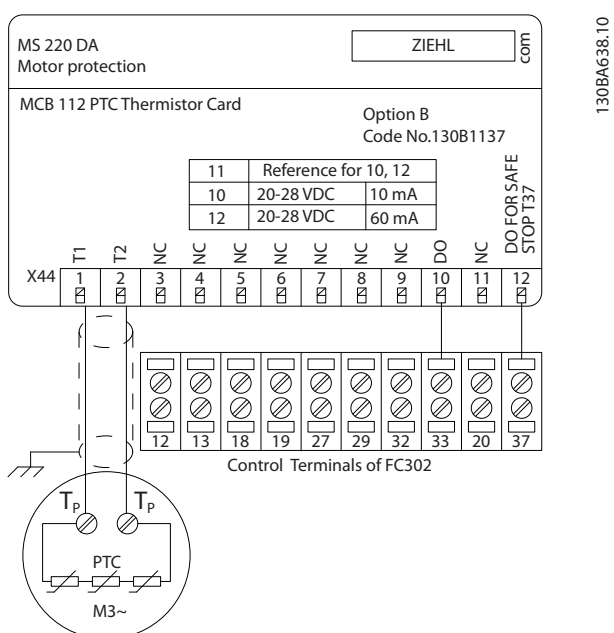 MS 220 DA
Motor protection
ZIEHL
com
130BA638.10
MCB 112 PTC Thermistor Card
Option B
Code No.130B1137
11 Reference for 10, 12
10 20-28 VDC 10 mA
12 20-28 VDC 60 mA
DO FOR SAFE
STOP T37
T1 T2 NC NC NC NC NC NC NC DO NC
X44 1 2 3 4 5 6 7 8 9 10 11 12
12 13 18 19 27 29 32 33 20 37
Control Terminals of FC302
TP TP
PTC
M3~